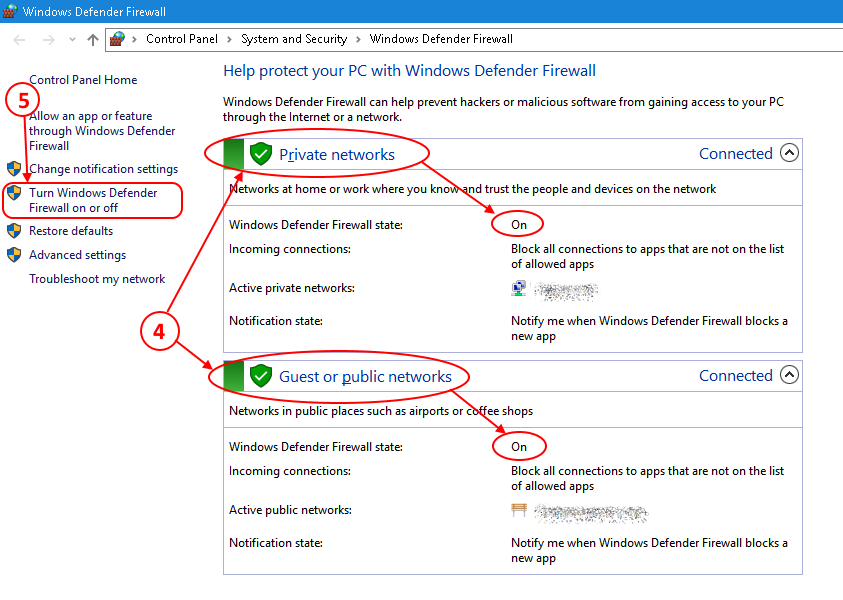 Windows Defender Firewall
Control Panel > System and Security > Windows Defender Firewall
Control Panel Home
5
Allow an app or feature
through Windows Defender
Firewall
Change notification settings
Turn Windows Defender
Firewall on or off
Restore defaults
Advanced settings
Troubleshoot my network
4
Help protect your PC with Windows Defender Firewall
Windows Defender Firewall can help prevent hackers or malicious software from gaining access to your PC
through the Internet or a network.
Private networks Connected
Networks at home or work where you know and trust the people and devices on the network
Windows Defender Firewall state: On
Incoming connections: Block all connections to apps that are not on the list
of allowed apps
Active private networks:
Notification state: Notify me when Windows Defender Firewall blocks a
new app
Guest or public networks Connected
Networks in public places such as airports or coffee shops
Windows Defender Firewall state: On
Incoming connections: Block all connections to apps that are not on the list
of allowed apps
Active public networks:
Notification state: Notify me when Windows Defender Firewall blocks a
new app